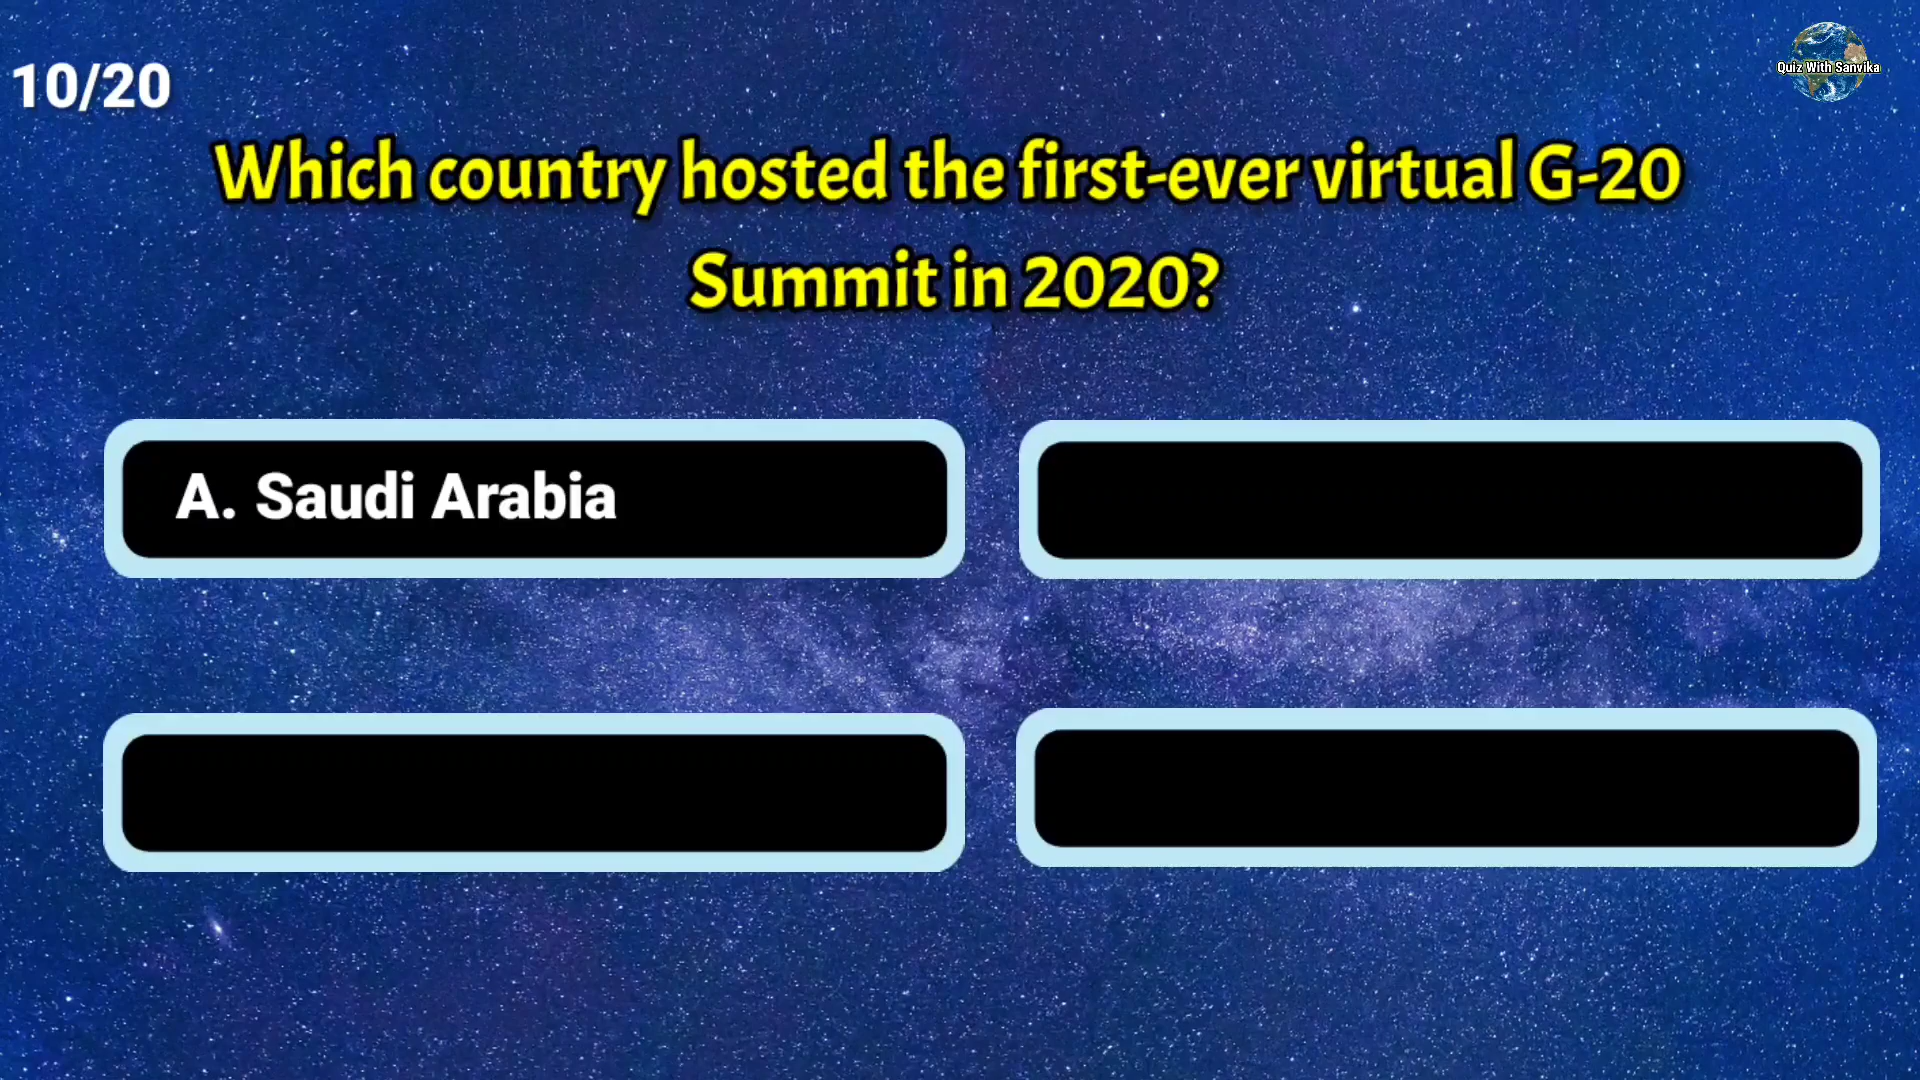 10/20
Quiz With Sanvika
Which country hosted the first-ever virtual G-20
Summit in 2020?
A. Saudi Arabia